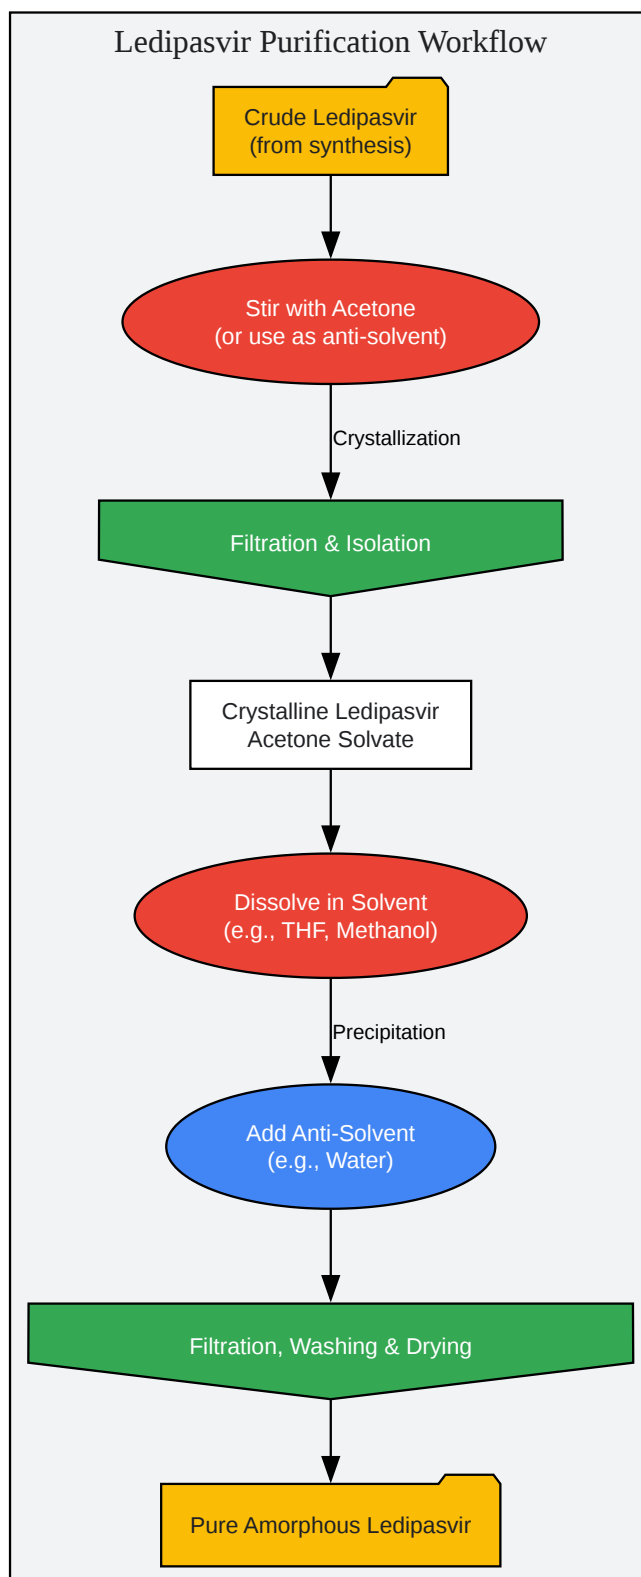 Ledipasvir Purification Workflow
Crude Ledipasvir
(from synthesis)
Stir with Acetone
(or use as anti-solvent)
Crystallization
Filtration & Isolation
Crystalline Ledipasvir
Acetone Solvate
Dissolve in Solvent
(e.g., THF, Methanol)
Precipitation
Add Anti-Solvent
(e.g., Water)
Filtration, Washing & Drying
Pure Amorphous Ledipasvir